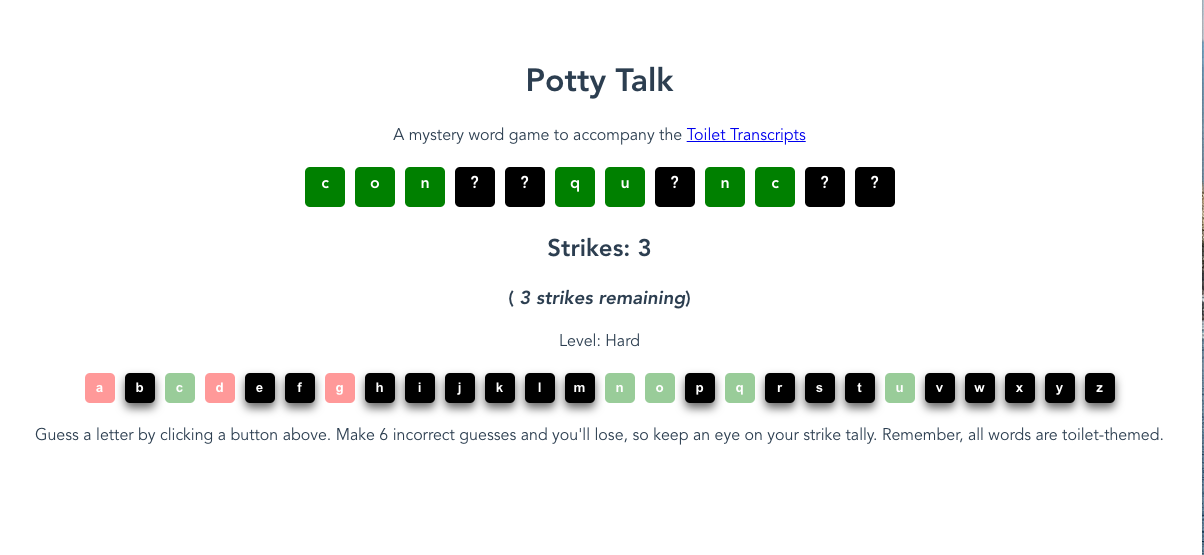 Potty Talk
A mystery word game to accompany the Toilet Transcripts
c o n ? ? q u ? n c ? ?
Strikes: 3
( 3 strikes remaining)
Level: Hard
a b c d e f g h i j k l m n o p q r s t u v w x y z
Guess a letter by clicking a button above. Make 6 incorrect guesses and you'll lose, so keep an eye on your strike tally. Remember, all words are toilet-themed.